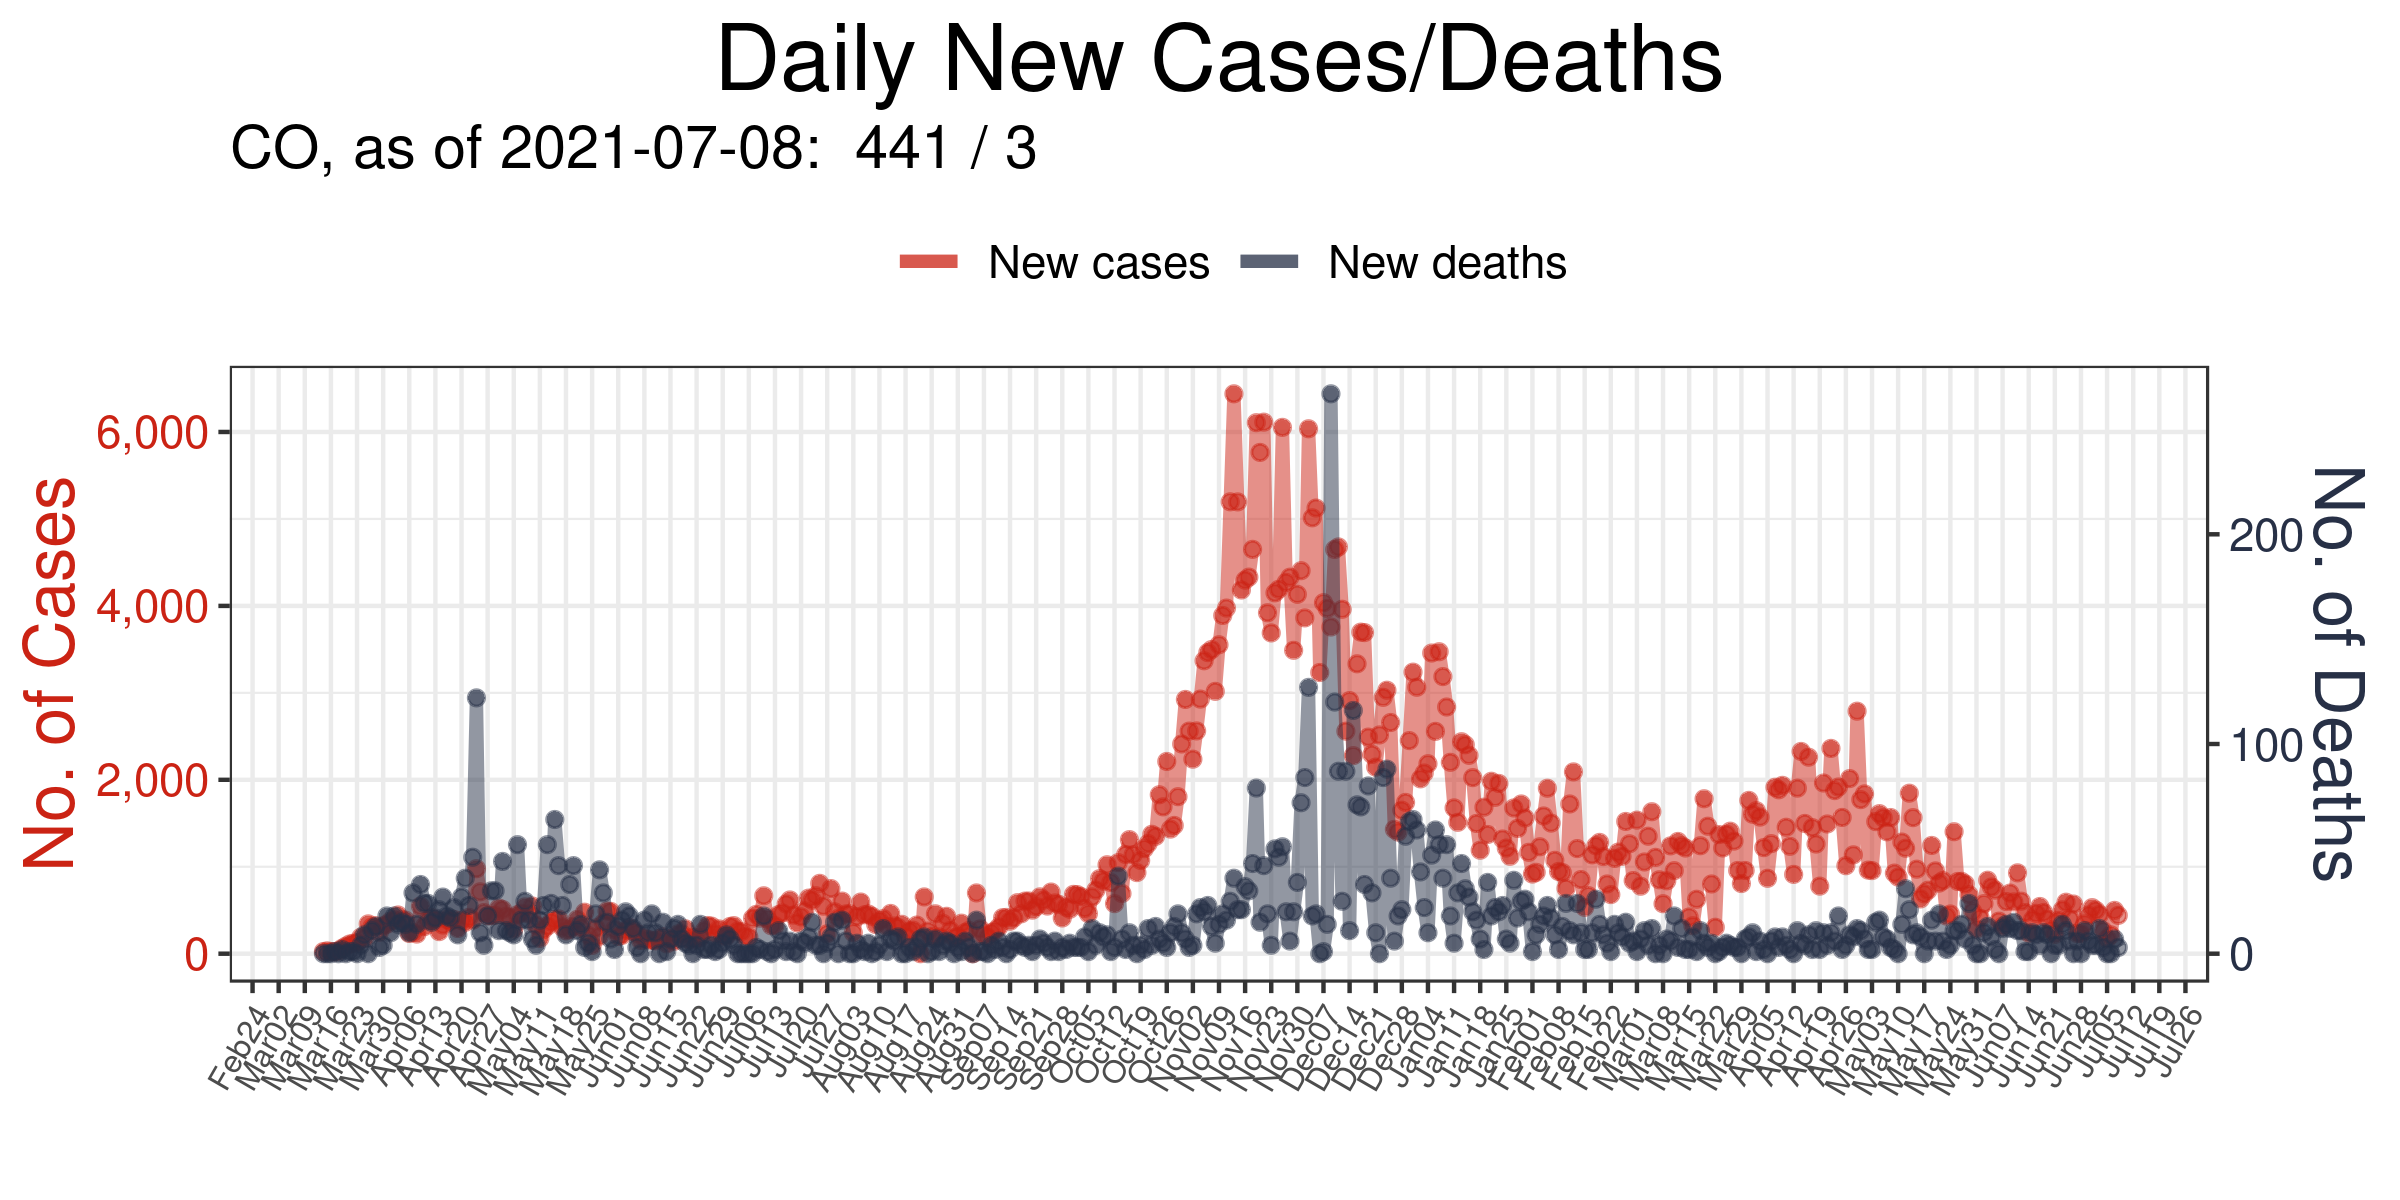 Daily New Cases/Deaths
CO, as of 2021-07-08:  441 / 3
New cases
New deaths
No. of Cases
6,000
4,000
2,000
0
No. of Deaths
200
100
0
Feb24
Mar02
Mar09
Mar16
Mar23
Mar30
Apr06
Apr13
Apr20
Apr27
May04
May11
May18
May25
Jun01
Jun08
Jun15
Jun22
Jun29
Jul06
Jul13
Jul20
Jul27
Aug03
Aug10
Aug17
Aug24
Aug31
Sep07
Sep14
Sep21
Sep28
Oct05
Oct12
Oct19
Oct26
Nov02
Nov09
Nov16
Nov23
Nov30
Dec07
Dec14
Dec21
Dec28
Jan04
Jan11
Jan18
Jan25
Feb01
Feb08
Feb15
Feb22
Mar01
Mar08
Mar15
Mar22
Mar29
Apr05
Apr12
Apr19
Apr26
May03
May10
May17
May24
May31
Jun07
Jun14
Jun21
Jun28
Jul05
Jul12
Jul19
Jul26